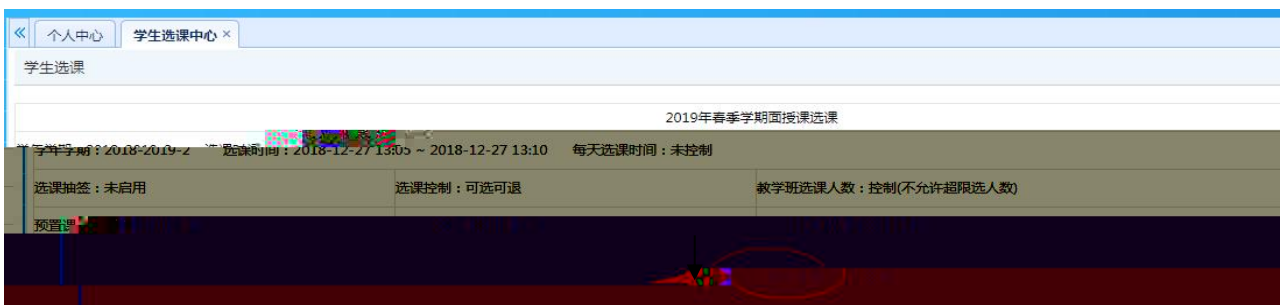 个人中心 学生选课中心 ×
学生选课
2019年春季学期面授课选课
学年学期：2018-2019-2 选课时间：2018-12-27 13:05 ~ 2018-12-27 13:10 每天选课时间：未控制
选课抽签：未启用 选课控制：可选可退 教学班选课人数：控制(不允许超限选人数)
预置课